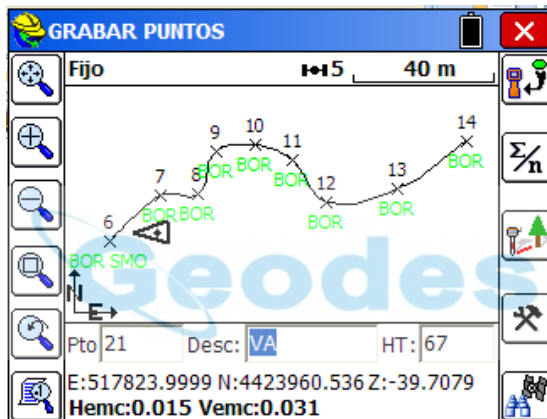 GRABAR PUNTOS
Fijo 5 40 m
14
10
9 11
13
7 8 12
6
BOR BOR BOR BOR
BOR BOR BOR BOR
BOR SMO
N
E
Geodes
Σ/n
Pto 21 Desc: VA HT: 67
E:517823.9999 N:4423960.536 Z:-39.7079
Hemc:0.015 Vemc:0.031